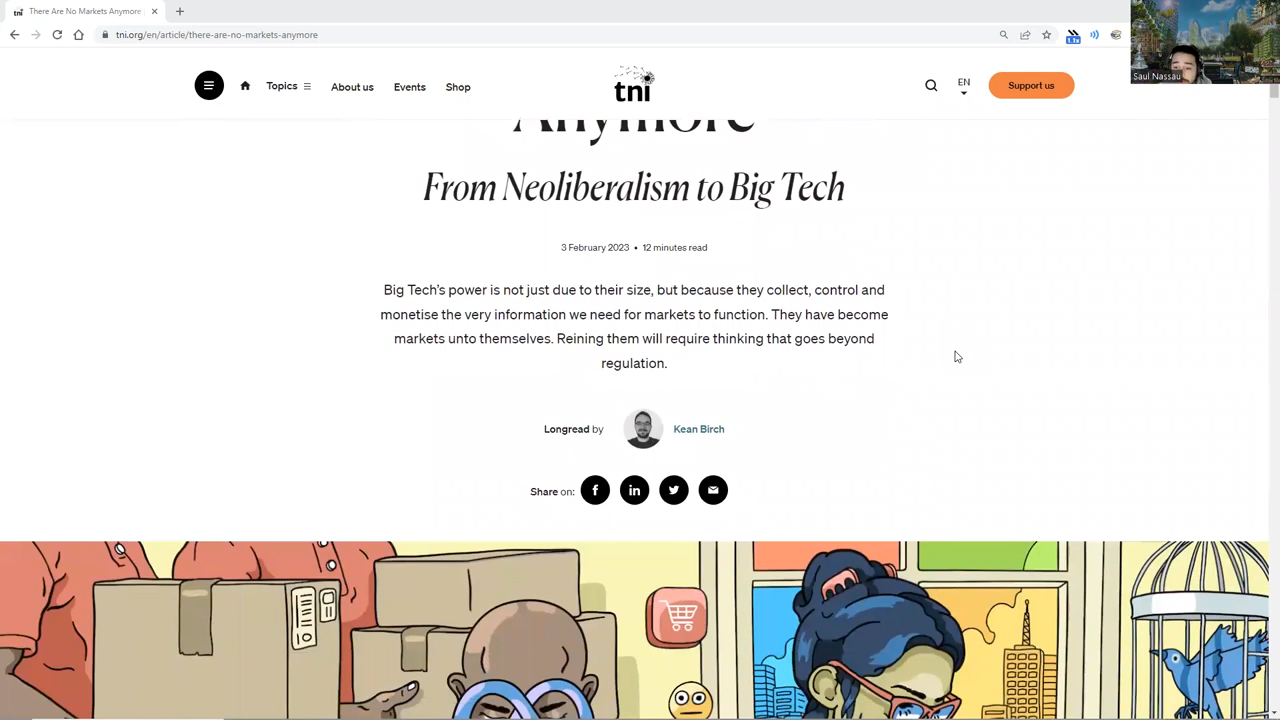 tni There Are No Markets Anymore
tni.org/en/article/there-are-no-markets-anymore
1.1x
Saul Nassau
Topics
About us
Events
Shop
tni
EN
Support us
Anymore
From Neoliberalism to Big Tech
3 February 2023 • 12 minutes read
Big Tech’s power is not just due to their size, but because they collect, control and
monetise the very information we need for markets to function. They have become
markets unto themselves. Reining them will require thinking that goes beyond
regulation.
Longread by Kean Birch
Share on: